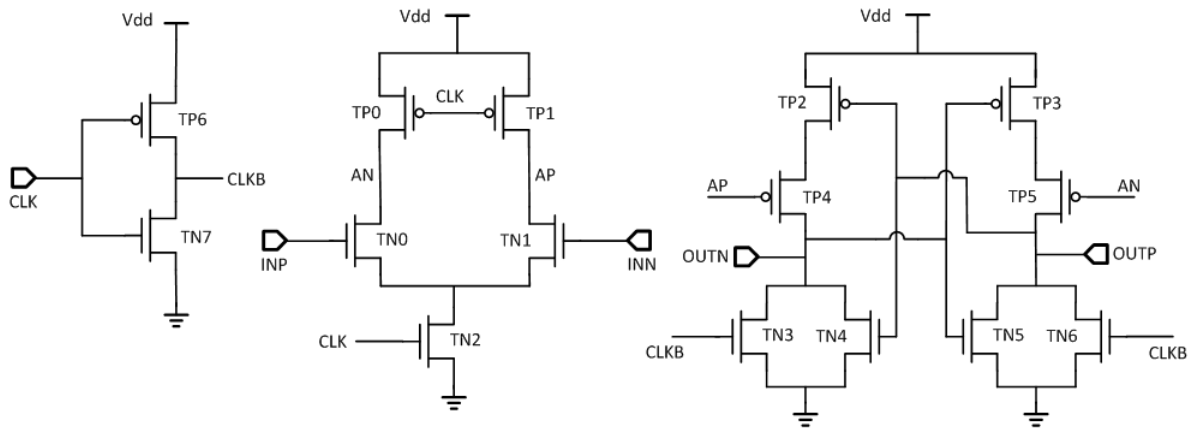 Vdd
TP6
CLK
CLKB
TN7
Vdd
TP0
CLK
TP1
AN
AP
TN0
TN1
INP
INN
CLK
TN2
Vdd
TP2
TP3
AP
TP4
TP5
AN
OUTN
OUTP
TN3
TN4
TN5
TN6
CLKB
CLKB